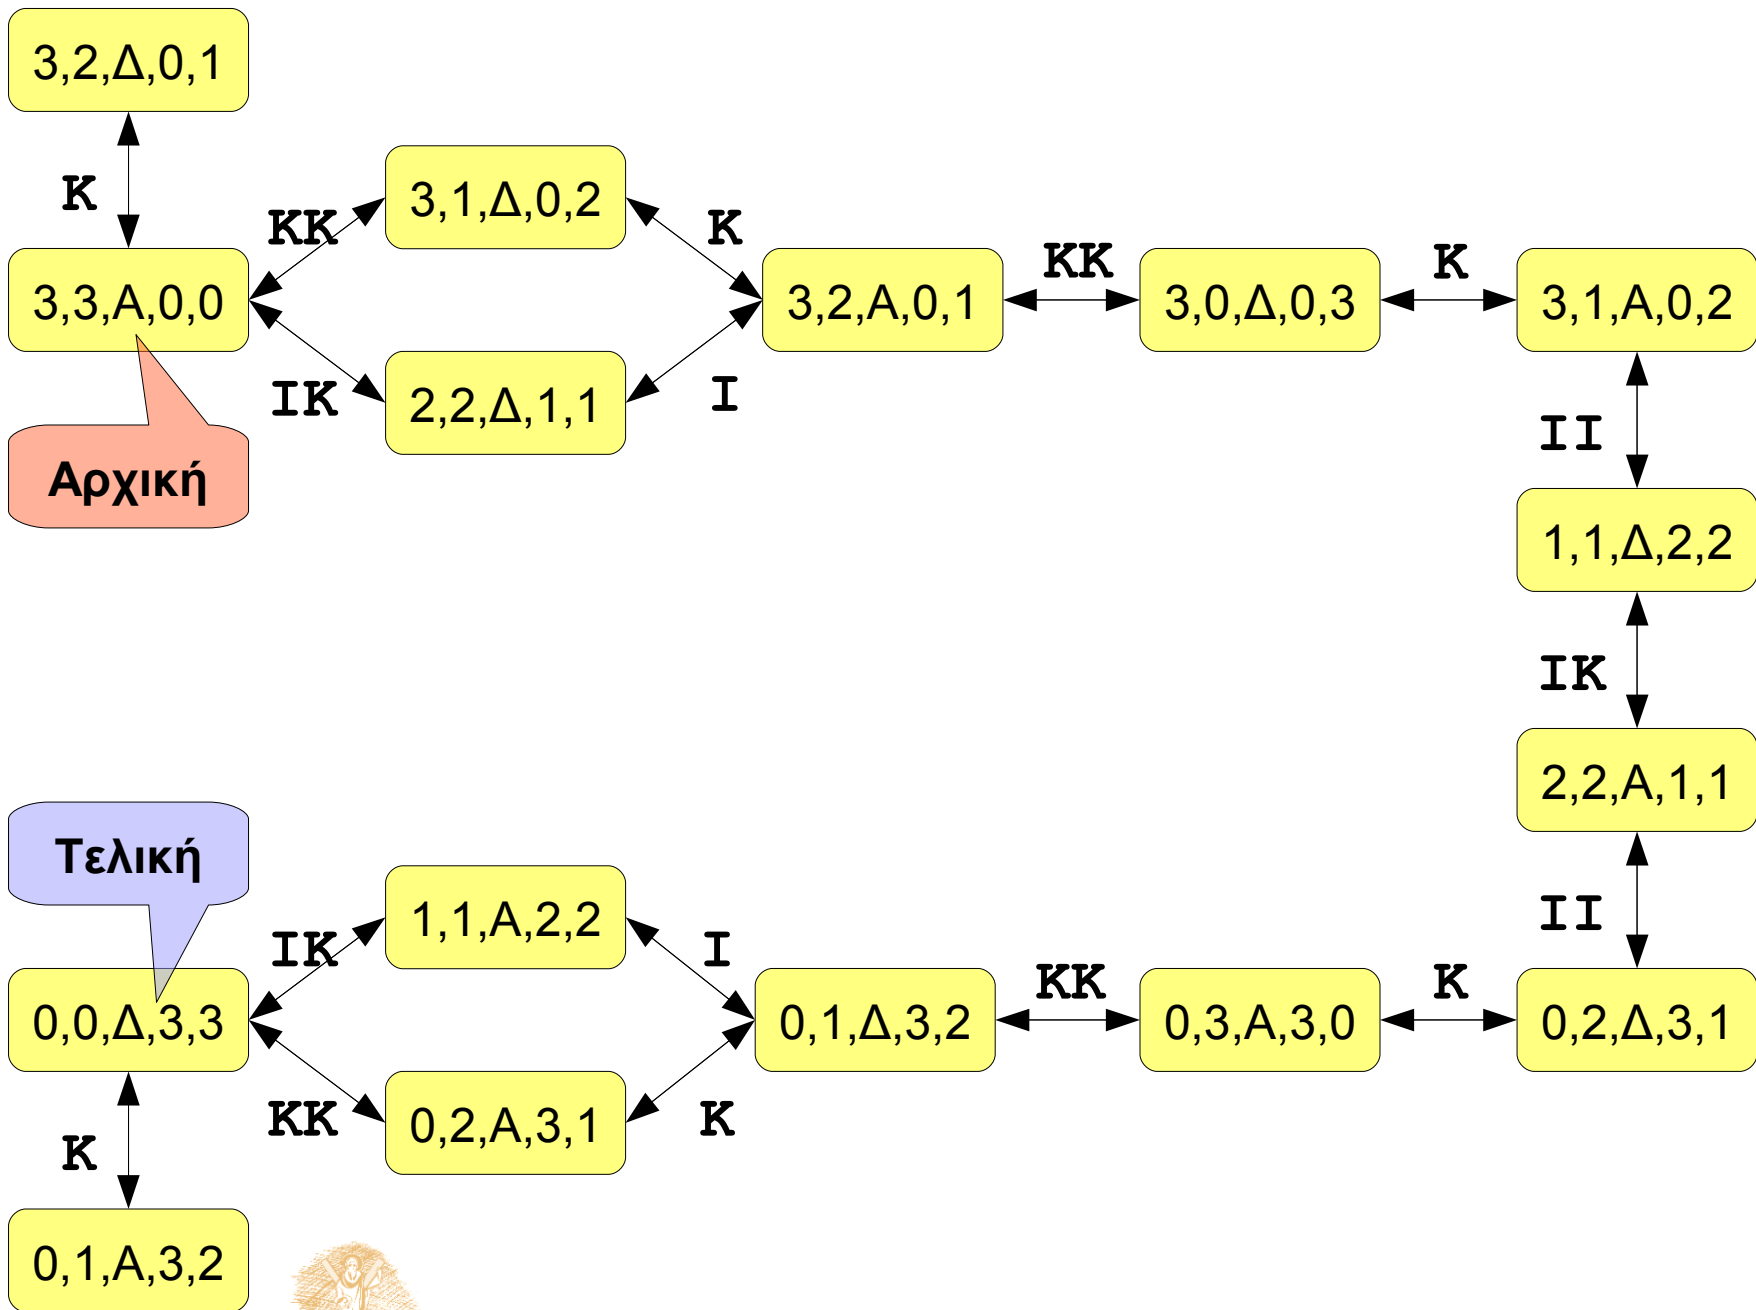 3,2,Δ,0,1
K
3,3,Α,0,0
Αρχική
KK
IK
3,1,Δ,0,2
2,2,Δ,1,1
K
I
3,2,Α,0,1
KK
3,0,Δ,0,3
K
3,1,Α,0,2
II
1,1,Δ,2,2
IK
2,2,Α,1,1
II
0,2,Δ,3,1
K
0,3,Α,3,0
KK
0,1,Δ,3,2
I
K
1,1,Α,2,2
0,2,Α,3,1
IK
KK
Τελική
0,0,Δ,3,3
K
0,1,Α,3,2